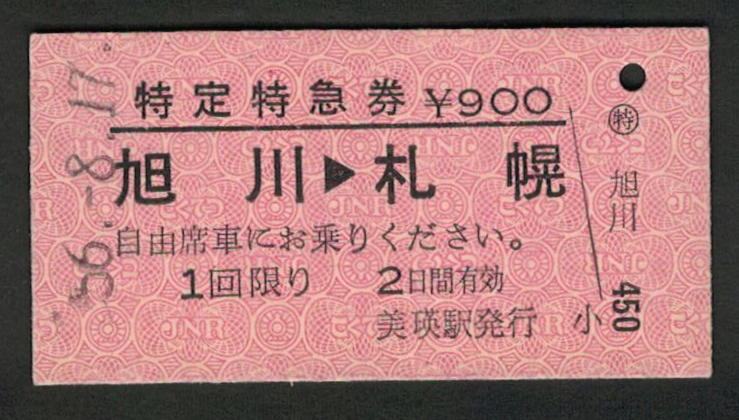 56.-8.17.
特定特急券 ¥900
旭川▶札幌
自由席車にお乗りください。
1回限り 2日間有効
美瑛駅発行
㊕ 旭川 450
小